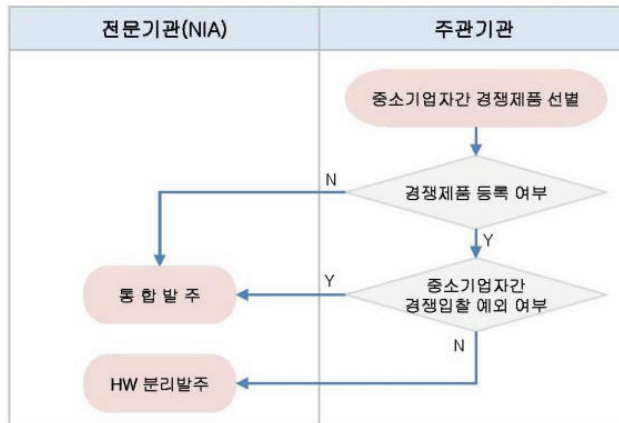 전문기관(NIA)
주관기관
중소기업자간 경쟁제품 선별
N
경쟁제품 등록 여부
Y
통 합 발 주
Y
중소기업자간
경쟁입찰 예외 여부
N
HW 분리발주